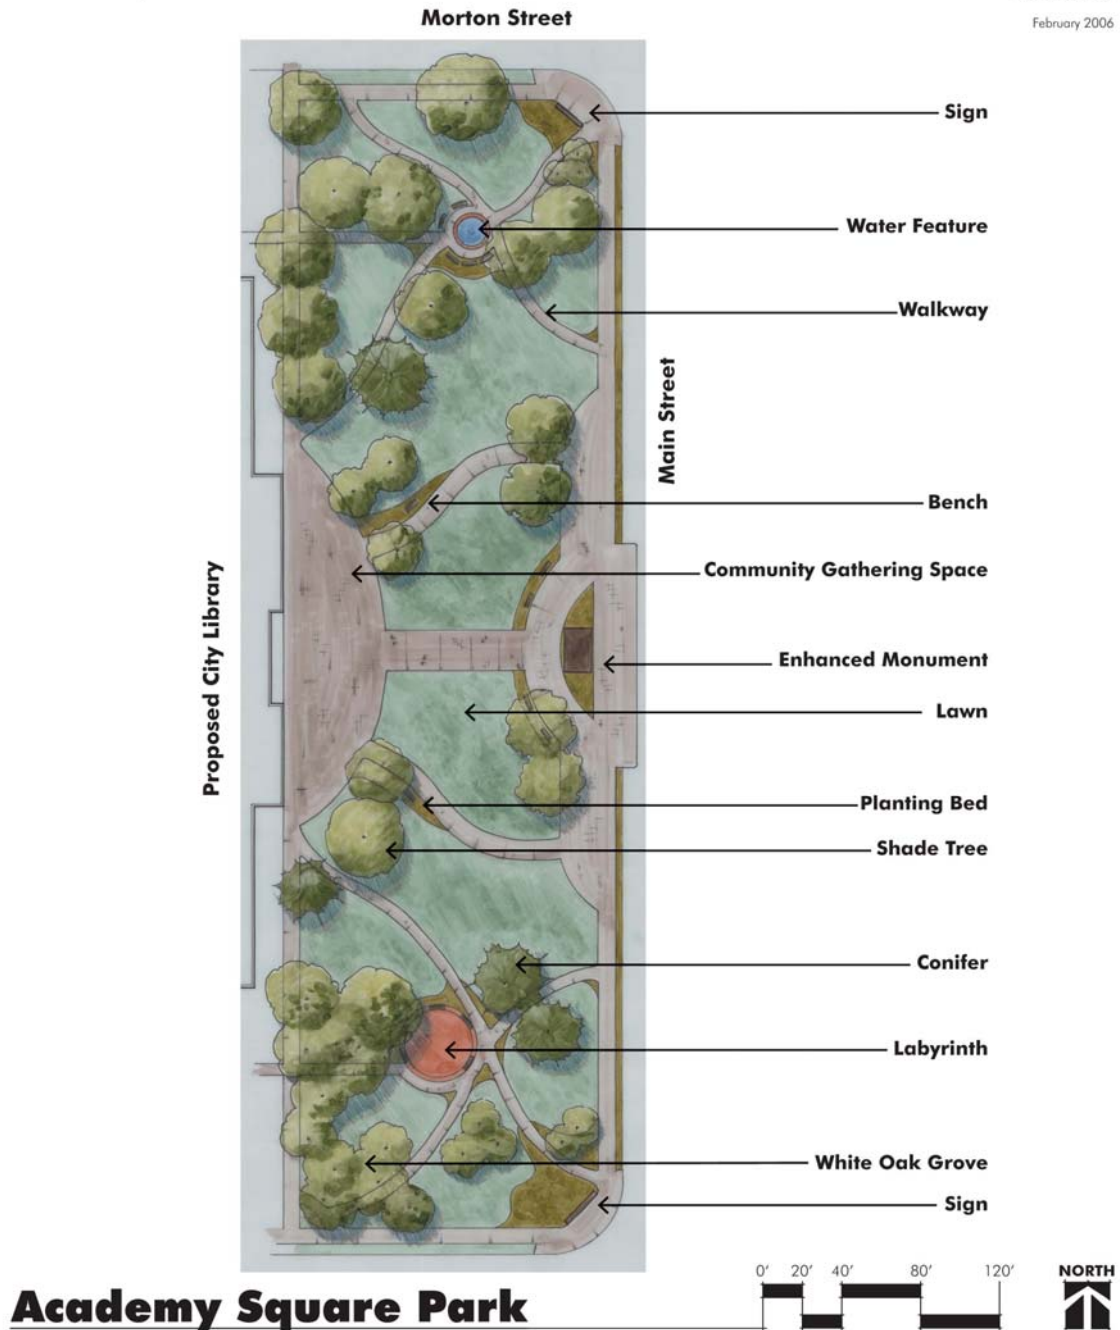 Morton Street
February 2006
Sign
Water Feature
Walkway
Main Street
Bench
Community Gathering Space
Proposed City Library
Enhanced Monument
Lawn
Planting Bed
Shade Tree
Conifer
Labyrinth
White Oak Grove
Sign
0' 20' 40' 80' 120'
NORTH
Academy Square Park